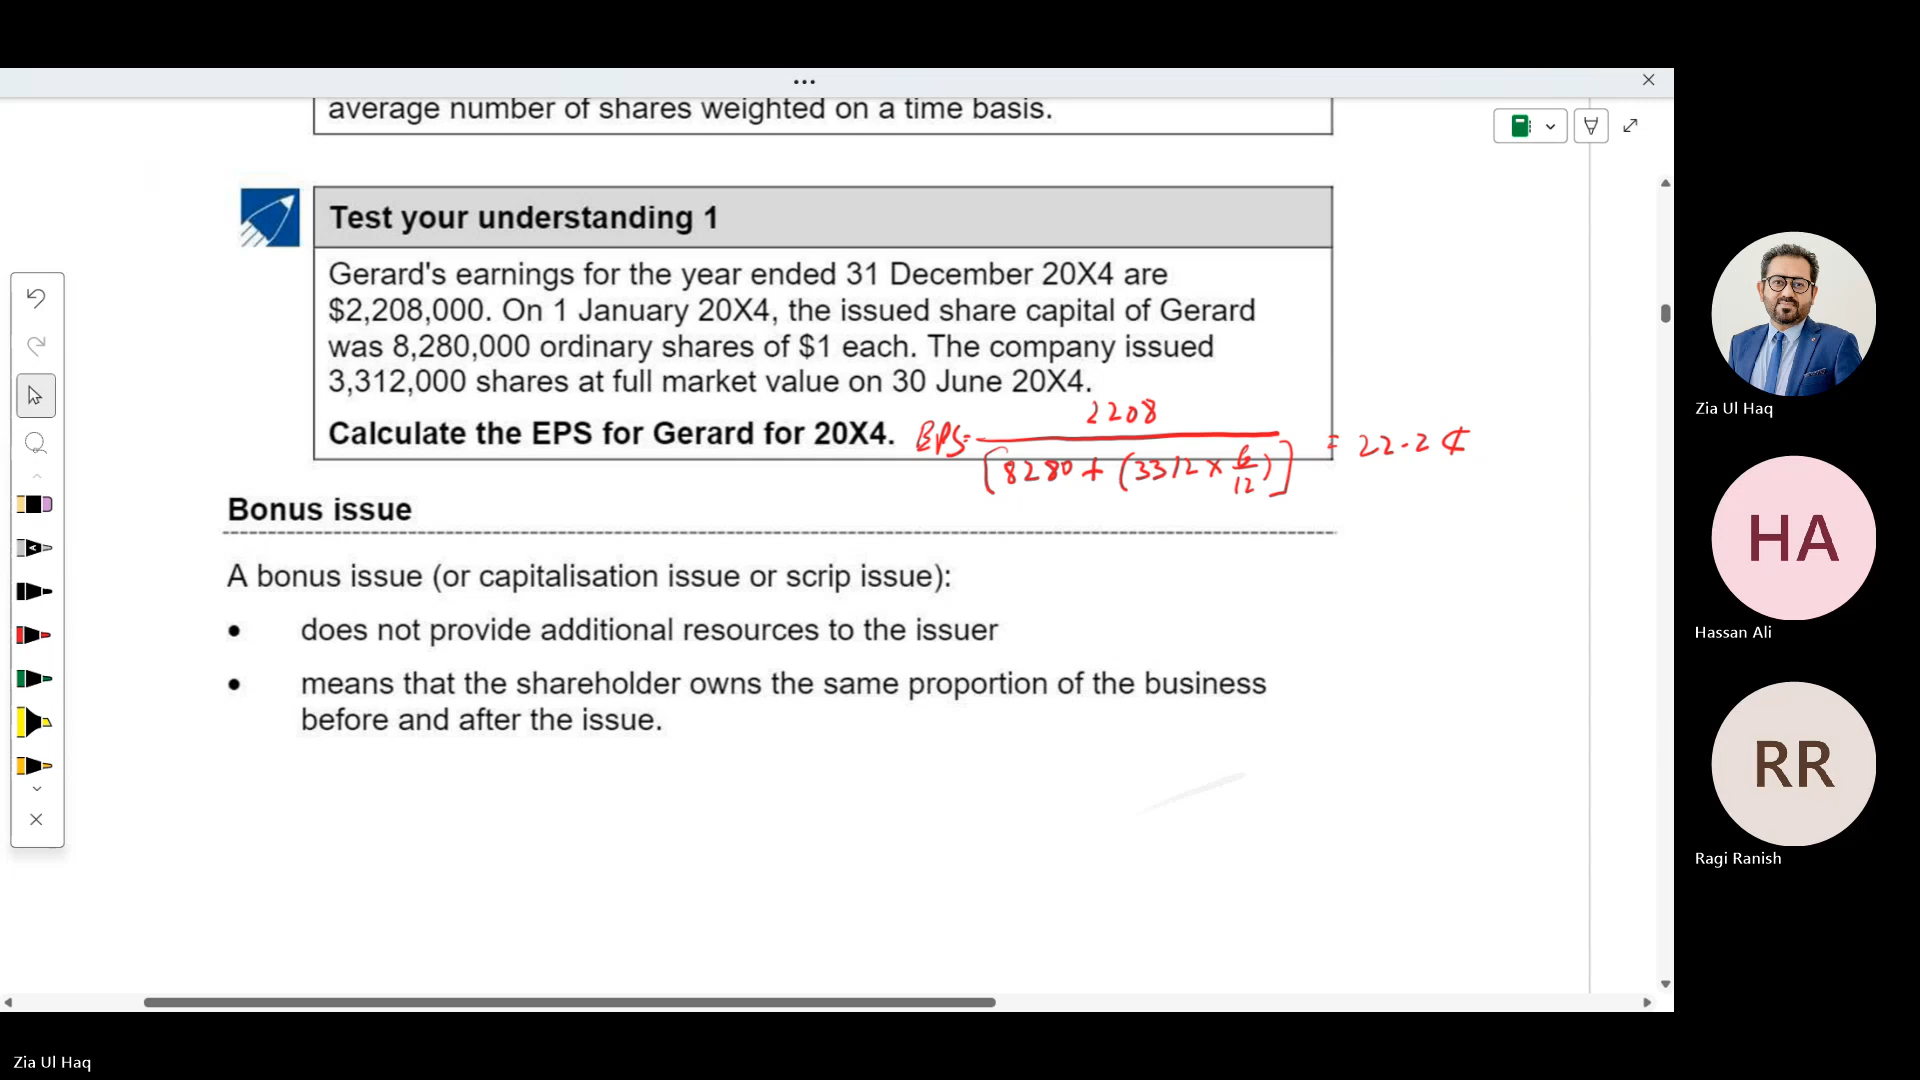 average number of shares weighted on a time basis.
Test your understanding 1
Gerard's earnings for the year ended 31 December 20X4 are
$2,208,000. On 1 January 20X4, the issued share capital of Gerard
was 8,280,000 ordinary shares of $1 each. The company issued
3,312,000 shares at full market value on 30 June 20X4.
Calculate the EPS for Gerard for 20X4.
2208
EPS= = 22.2 ¢
[8280 + (3312 × 6/12)]
Bonus issue
A bonus issue (or capitalisation issue or scrip issue):
• does not provide additional resources to the issuer
• means that the shareholder owns the same proportion of the business
before and after the issue.
Zia Ul Haq
HA
Hassan Ali
RR
Ragi Ranish
Zia Ul Haq